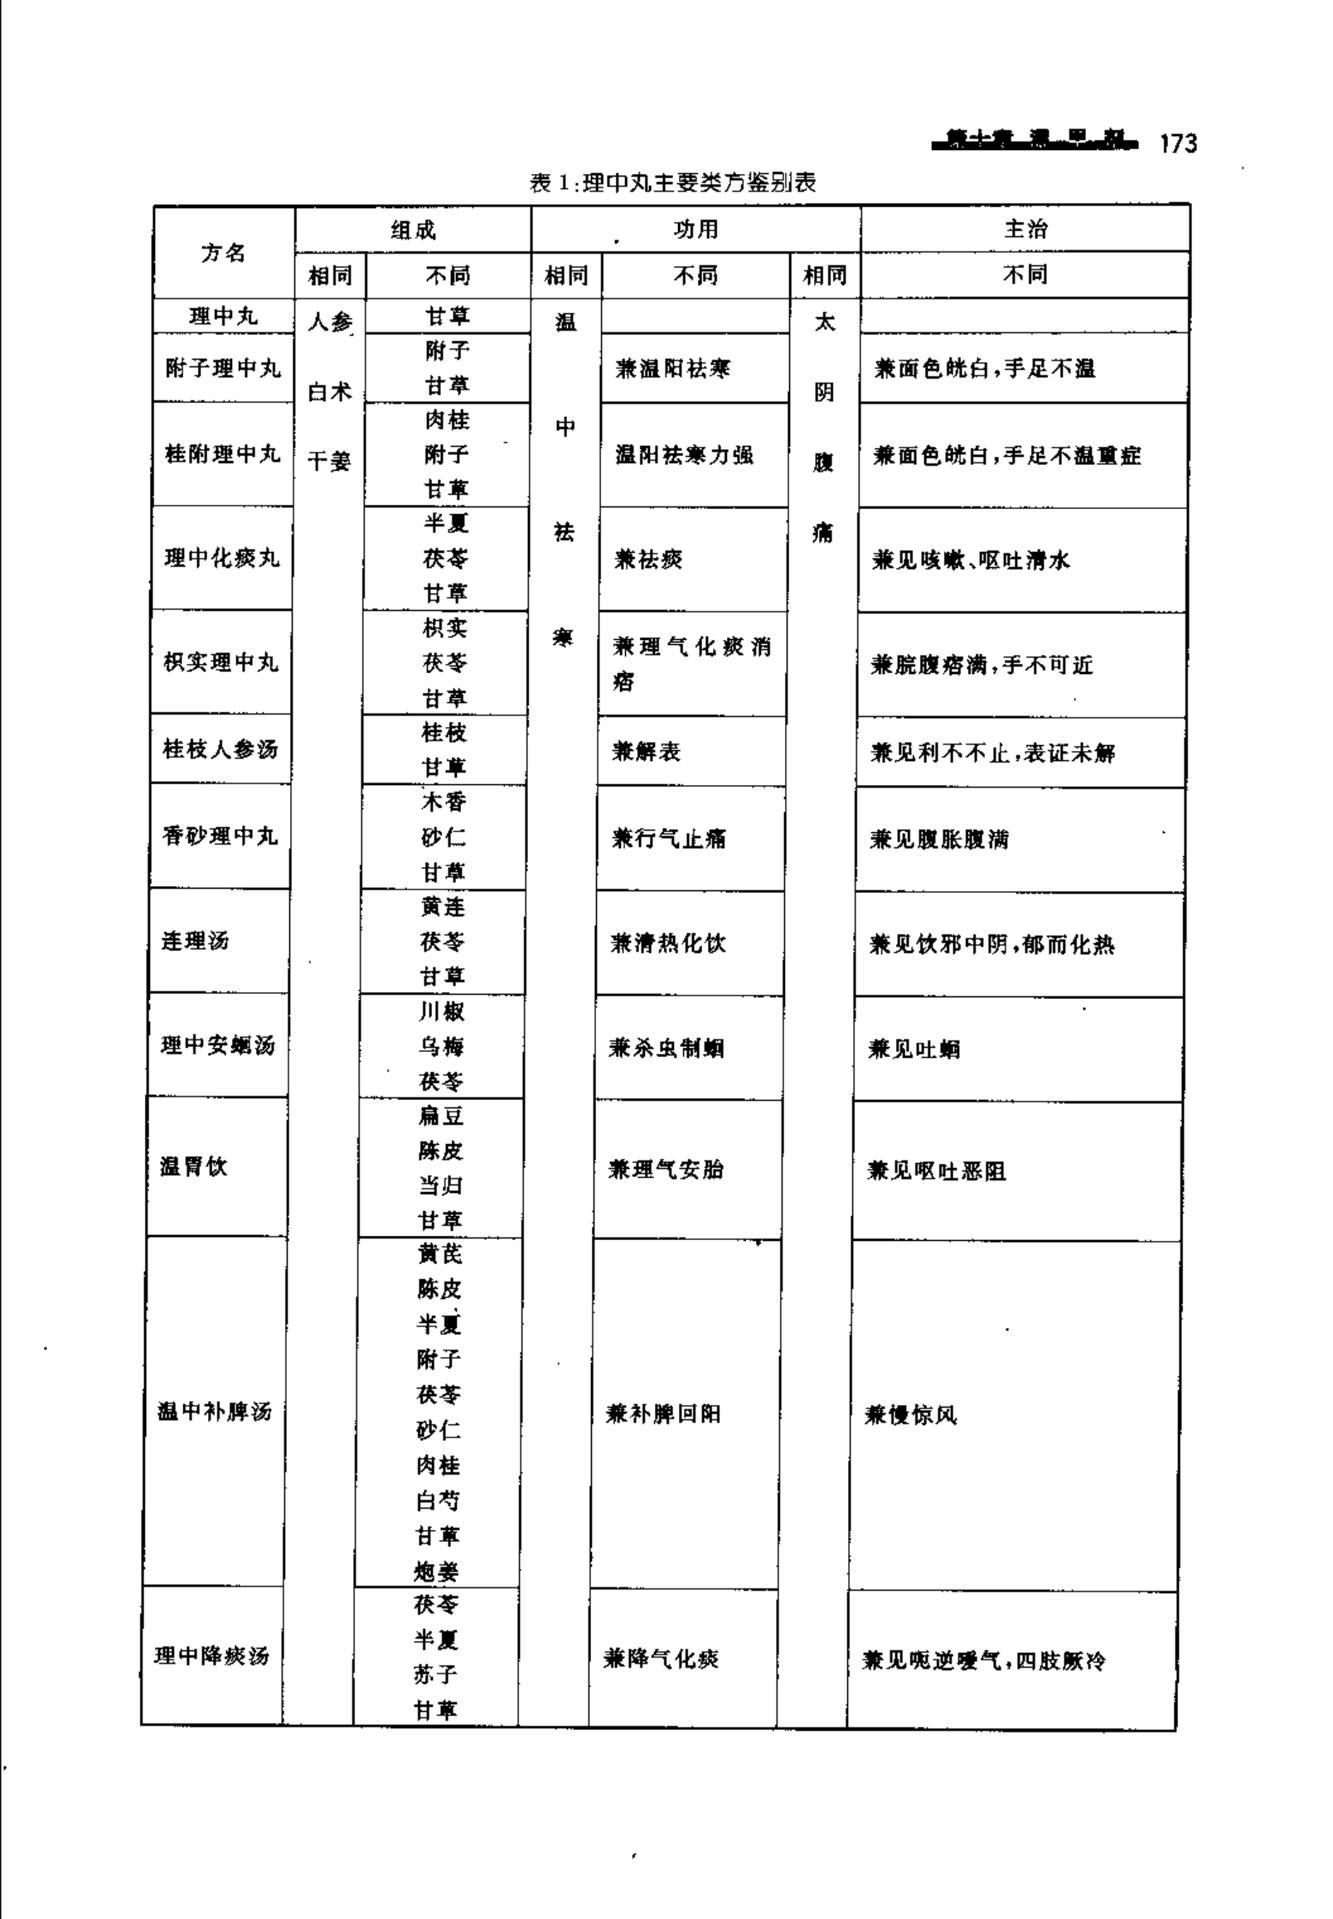 第十章 温中剂 173
表1:理中丸主要类方鉴别表
方名 组成 功用 主治
相同 不同 相同 不同 相同 不同
理中丸 人参 白术 干姜 甘草 温中祛寒 太阴腹痛
附子理中丸 附子 甘草 兼温阳祛寒 兼面色㿠白,手足不温
桂附理中丸 肉桂 附子 甘草 温阳祛寒力强 兼面色㿠白,手足不温重症
理中化痰丸 半夏 茯苓 甘草 兼祛痰 兼见咳嗽、呕吐清水
枳实理中丸 枳实 茯苓 甘草 兼理气化痰消痞 兼脘腹痞满,手不可近
桂枝人参汤 桂枝 甘草 兼解表 兼见利不不止,表证未解
香砂理中丸 木香 砂仁 甘草 兼行气止痛 兼见腹胀腹满
连理汤 黄连 茯苓 甘草 兼清热化饮 兼见饮邪中阴,郁而化热
理中安蛔汤 川椒 乌梅 茯苓 兼杀虫制蛔 兼见吐蛔
温胃饮 扁豆 陈皮 当归 甘草 兼理气安胎 兼见呕吐恶阻
温中补脾汤 黄芪 陈皮 半夏 附子 茯苓 砂仁 肉桂 白芍 甘草 炮姜 兼补脾回阳 兼慢惊风
理中降痰汤 茯苓 半夏 苏子 甘草 兼降气化痰 兼见呃逆嗳气,四肢厥冷